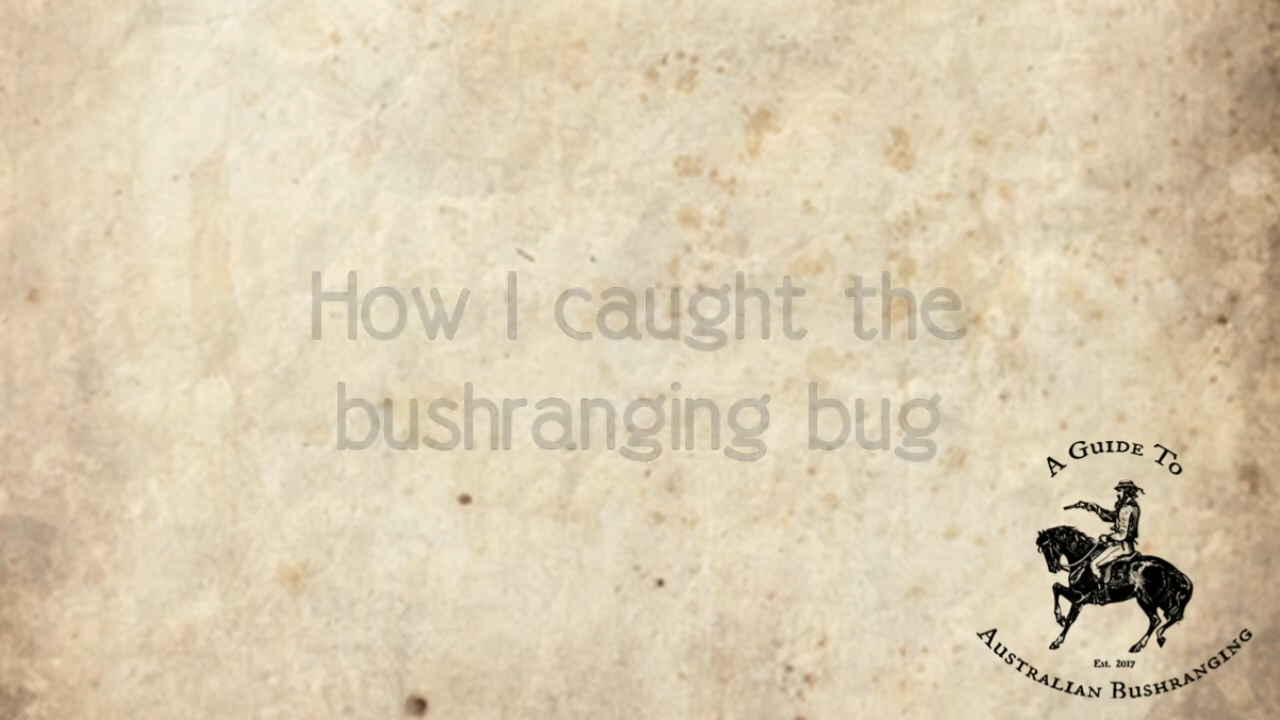 How I caught the
bushranging bug
A Guide To
Est. 2017
Australian Bushranging